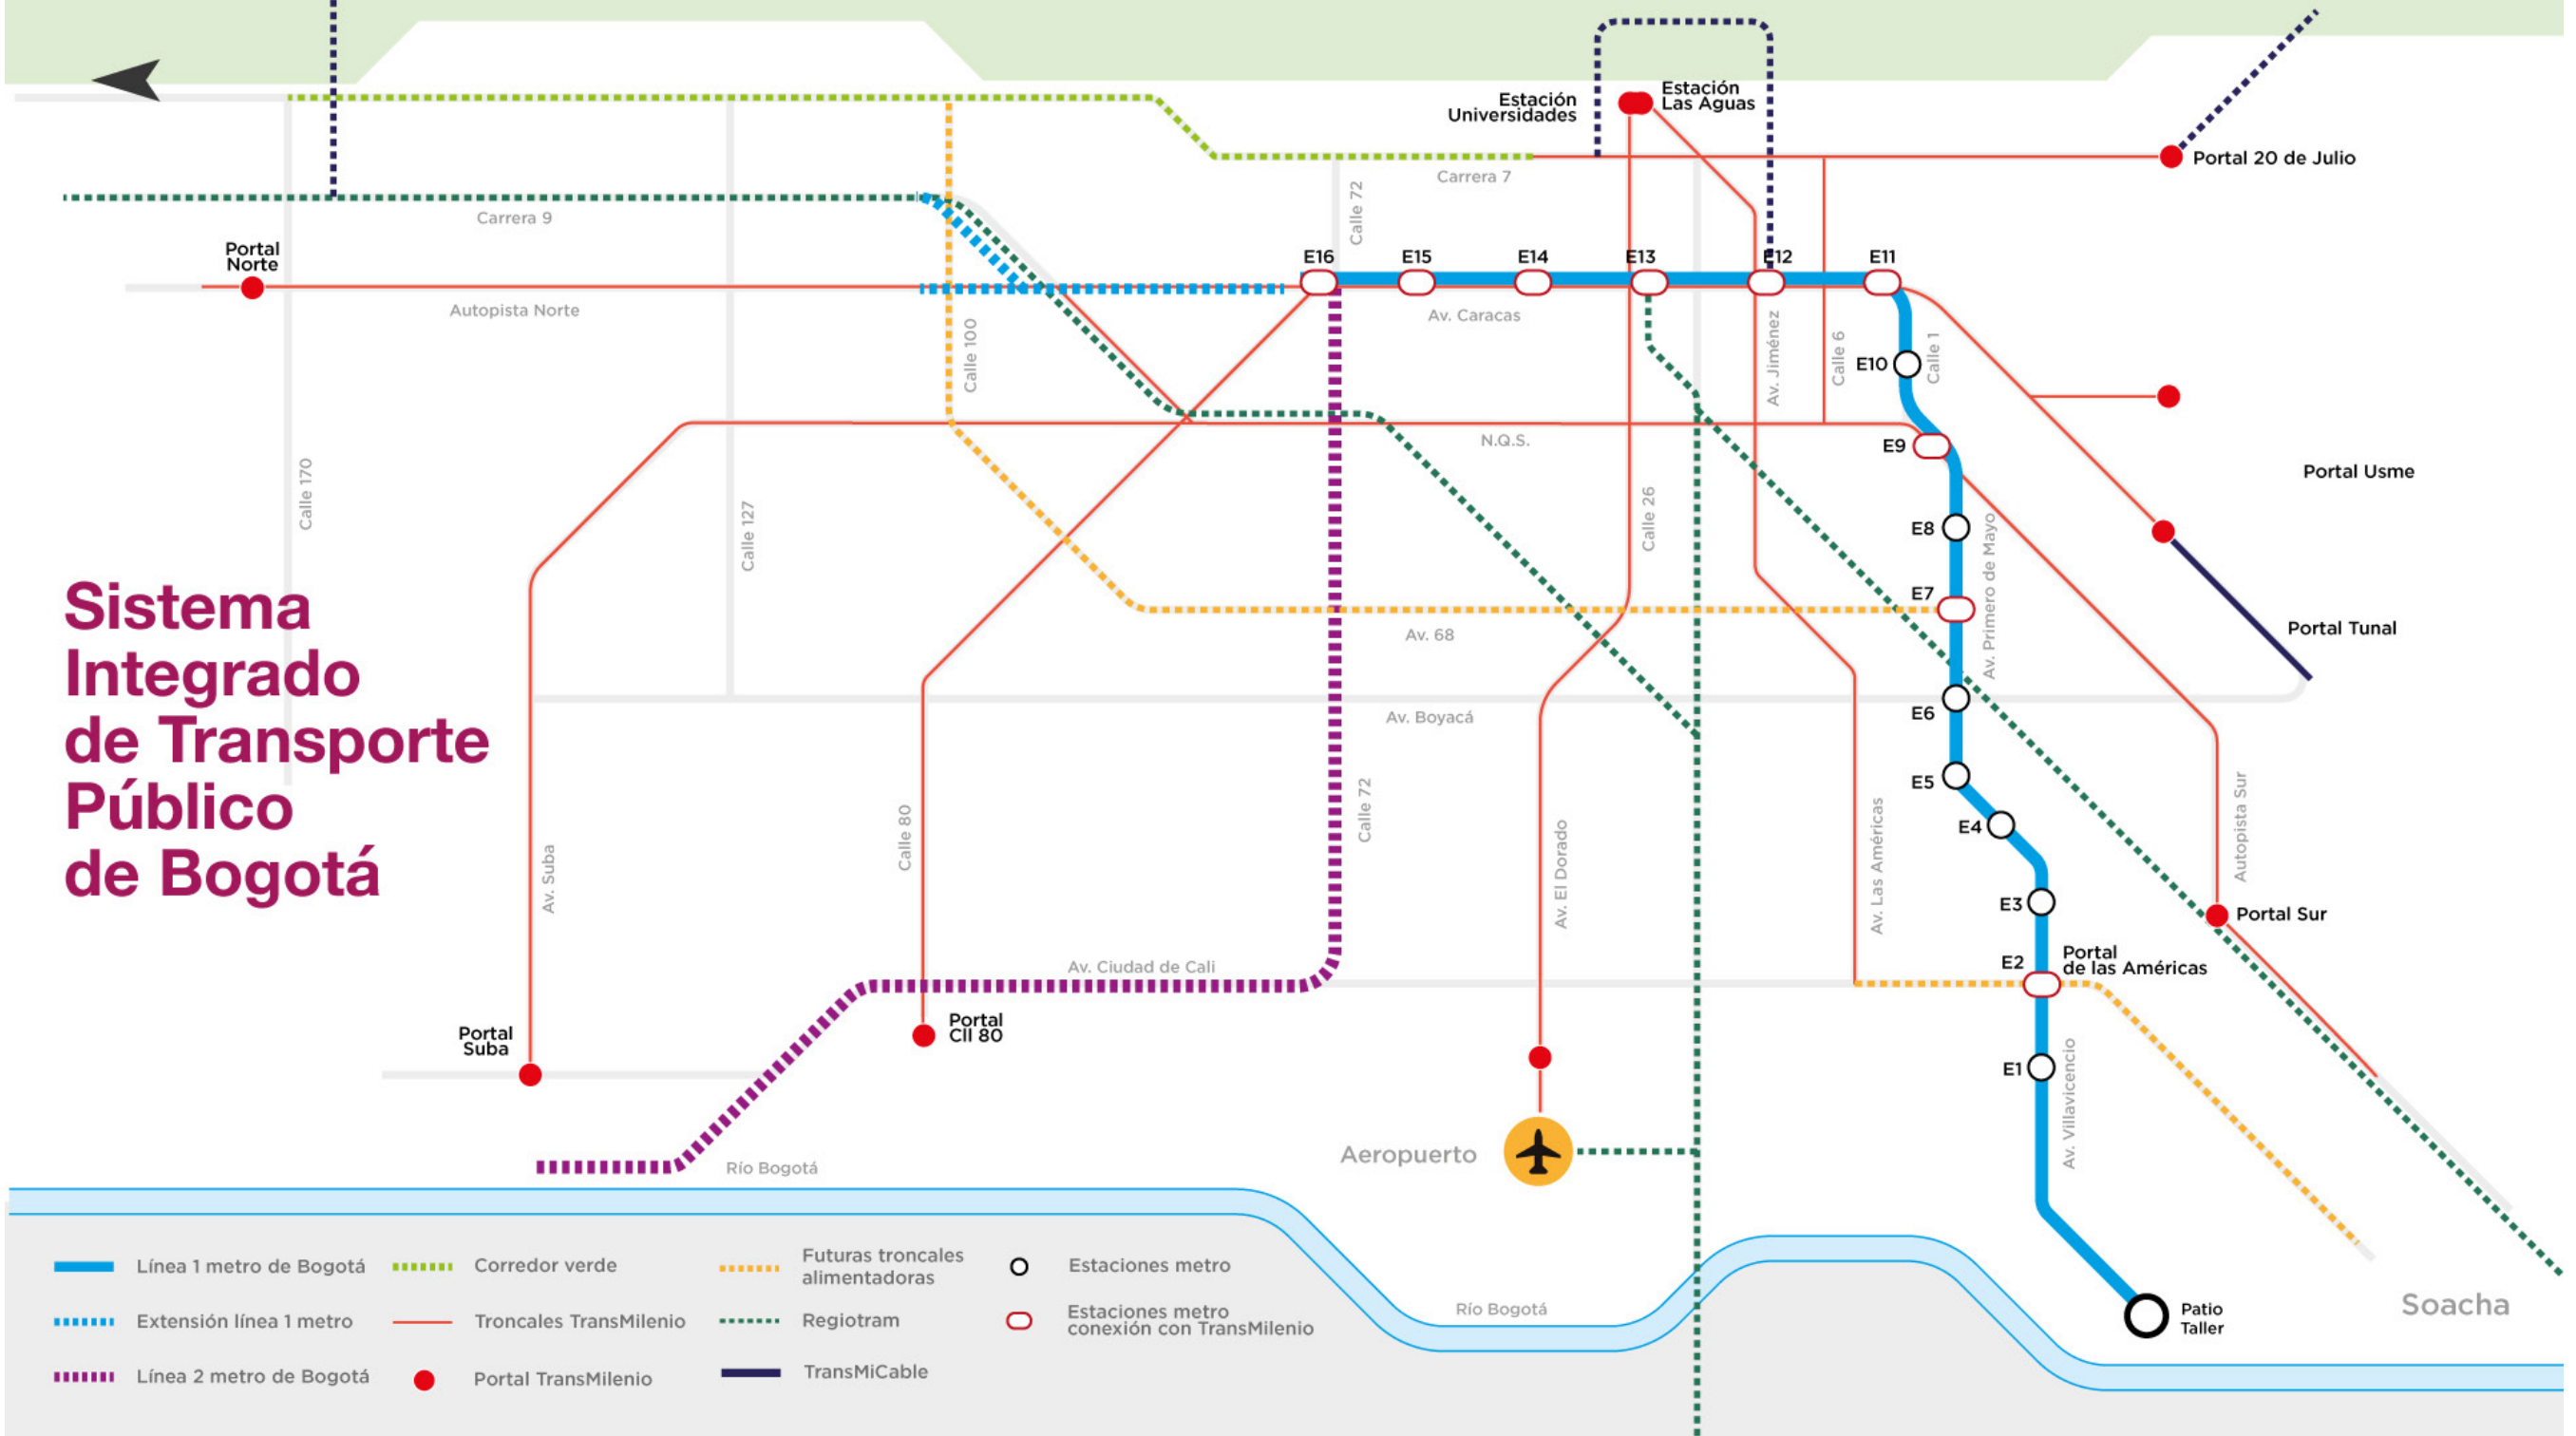 Estación
Universidades
Estación
Las Aguas
Portal 20 de Julio
Carrera 7
Calle 72
Carrera 9
Portal
Norte
Autopista Norte
E16
E15
E14
E13
E12
E11
Av. Caracas
Calle 100
Av. Jiménez
Calle 6
E10
Calle 1
N.Q.S.
E9
Portal Usme
Calle 170
Calle 127
Calle 26
E8
Av. Primero de Mayo
E7
Av. 68
Portal Tunal
Sistema
Integrado
de Transporte
Público
de Bogotá
Av. Boyacá
E6
E5
E4
Calle 72
Calle 80
Av. Suba
Av. El Dorado
Av. Las Américas
Autopista Sur
E3
Portal Sur
Av. Ciudad de Cali
E2
Portal
de las Américas
Portal
Suba
Portal
Cll 80
E1
Av. Villavicencio
Aeropuerto
Río Bogotá
Río Bogotá
Soacha
Patio
Taller
Línea 1 metro de Bogotá
Extensión línea 1 metro
Línea 2 metro de Bogotá
Corredor verde
Troncales TransMilenio
Portal TransMilenio
Futuras troncales
alimentadoras
Registram
TransMiCable
Estaciones metro
Estaciones metro
conexión con TransMilenio